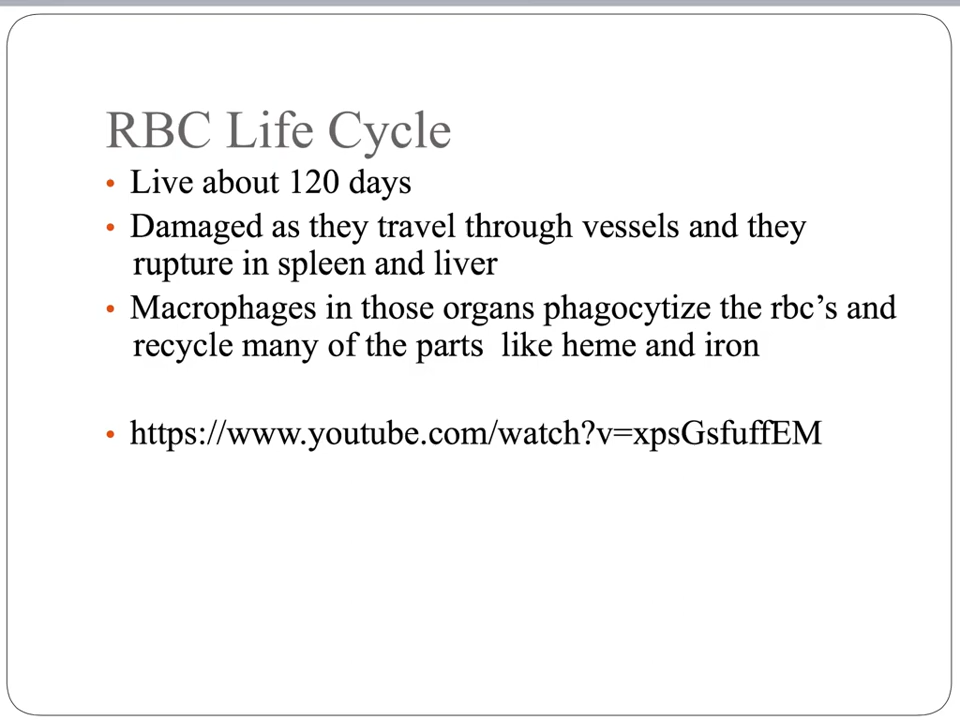 RBC Life Cycle
• Live about 120 days
• Damaged as they travel through vessels and they
rupture in spleen and liver
• Macrophages in those organs phagocytize the rbc’s and
recycle many of the parts  like heme and iron
• https://www.youtube.com/watch?v=xpsGsfuffEM